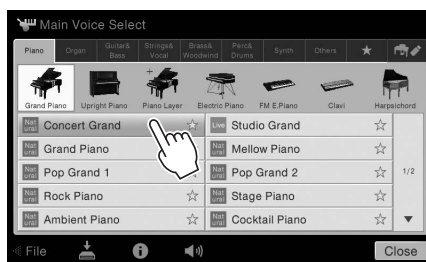 Main Voice Select
Piano Organ Guitar& Bass Strings& Vocal Brass& Woodwind Perc& Drums Synth Others
Grand Piano Upright Piano Piano Layer Electric Piano FM E.Piano Clavi Harpsichord
Natural Concert Grand Live Studio Grand
Natural Grand Piano Natural Mellow Piano
Natural Pop Grand 1 Natural Pop Grand 2 1/2
Natural Rock Piano Natural Stage Piano
Natural Ambient Piano Natural Cocktail Piano
File Close